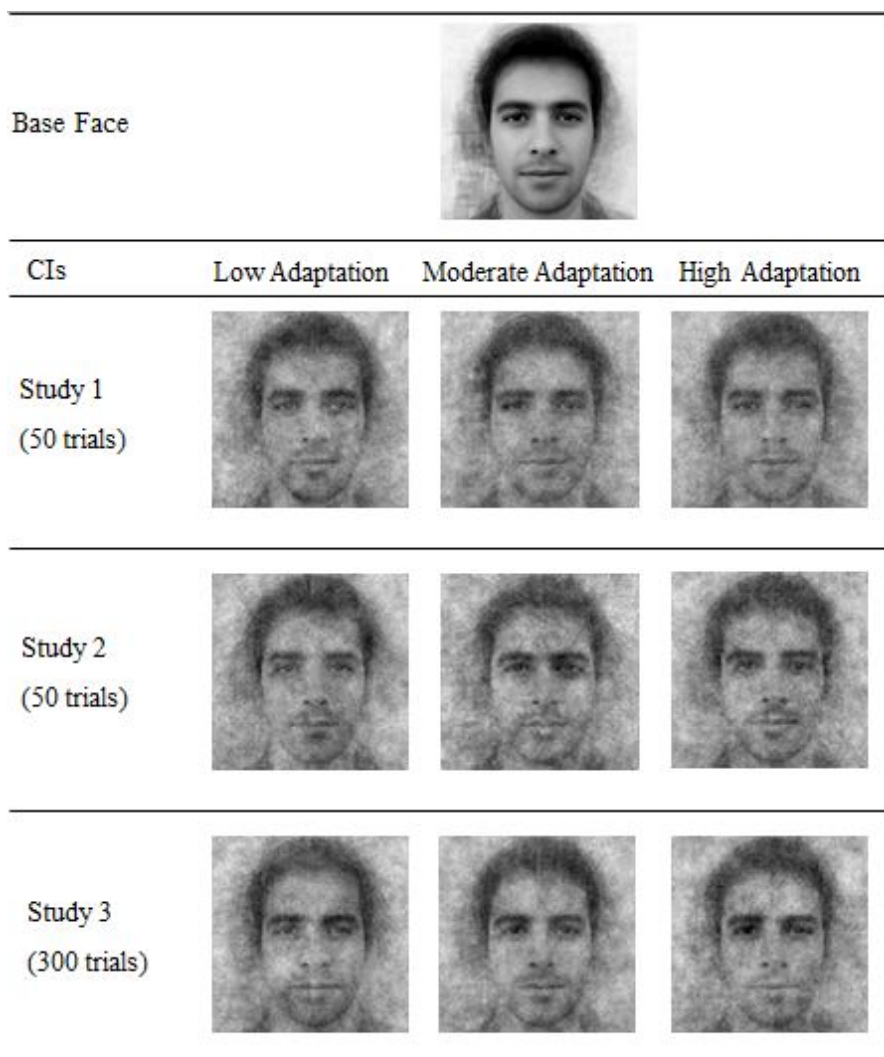 Base Face
CIs Low Adaptation Moderate Adaptation High Adaptation
Study 1
(50 trials)
Study 2
(50 trials)
Study 3
(300 trials)